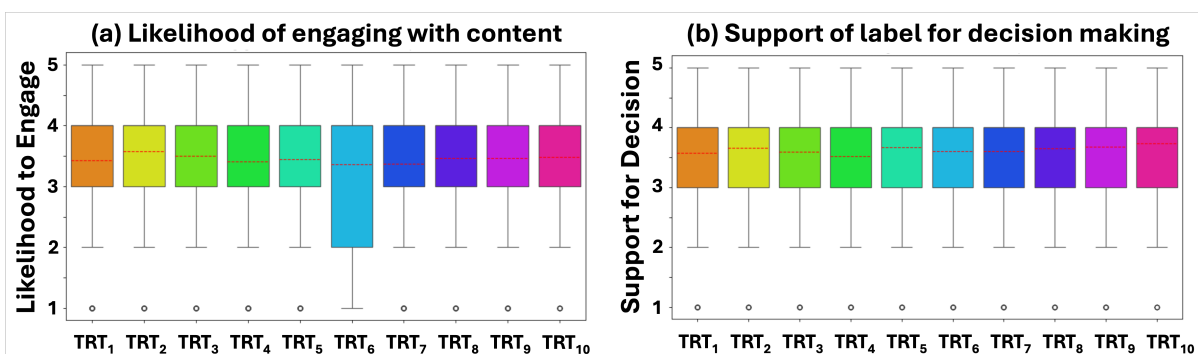 (a) Likelihood of engaging with content
Likelihood to Engage
5
4
3
2
1
TRT1 TRT2 TRT3 TRT4 TRT5 TRT6 TRT7 TRT8 TRT9 TRT10
(b) Support of label for decision making
Support for Decision
5
4
3
2
1
TRT1 TRT2 TRT3 TRT4 TRT5 TRT6 TRT7 TRT8 TRT9 TRT10